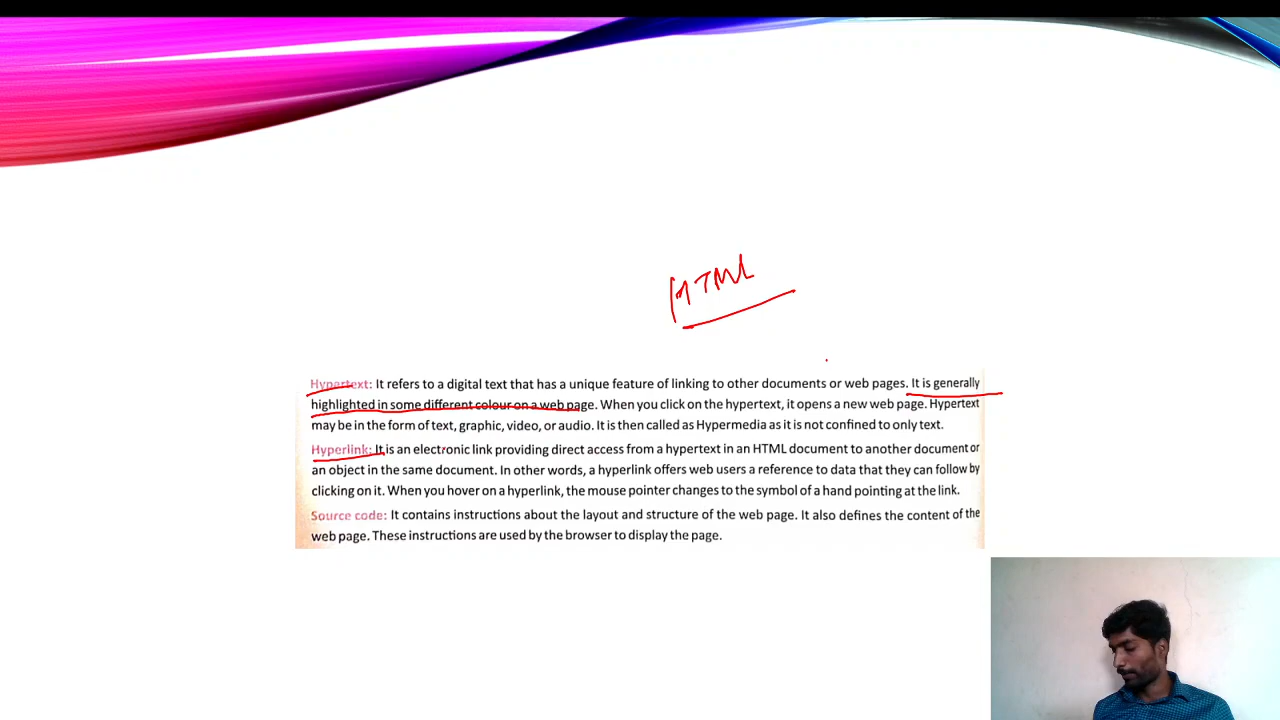 HTML
Hypertext: It refers to a digital text that has a unique feature of linking to other documents or web pages. It is generally
highlighted in some different colour on a web page. When you click on the hypertext, it opens a new web page. Hypertext
may be in the form of text, graphic, video, or audio. It is then called as Hypermedia as it is not confined to only text.
Hyperlink: It is an electronic link providing direct access from a hypertext in an HTML document to another document or
an object in the same document. In other words, a hyperlink offers web users a reference to data that they can follow by
clicking on it. When you hover on a hyperlink, the mouse pointer changes to the symbol of a hand pointing at the link.
Source code: It contains instructions about the layout and structure of the web page. It also defines the content of the
web page. These instructions are used by the browser to display the page.